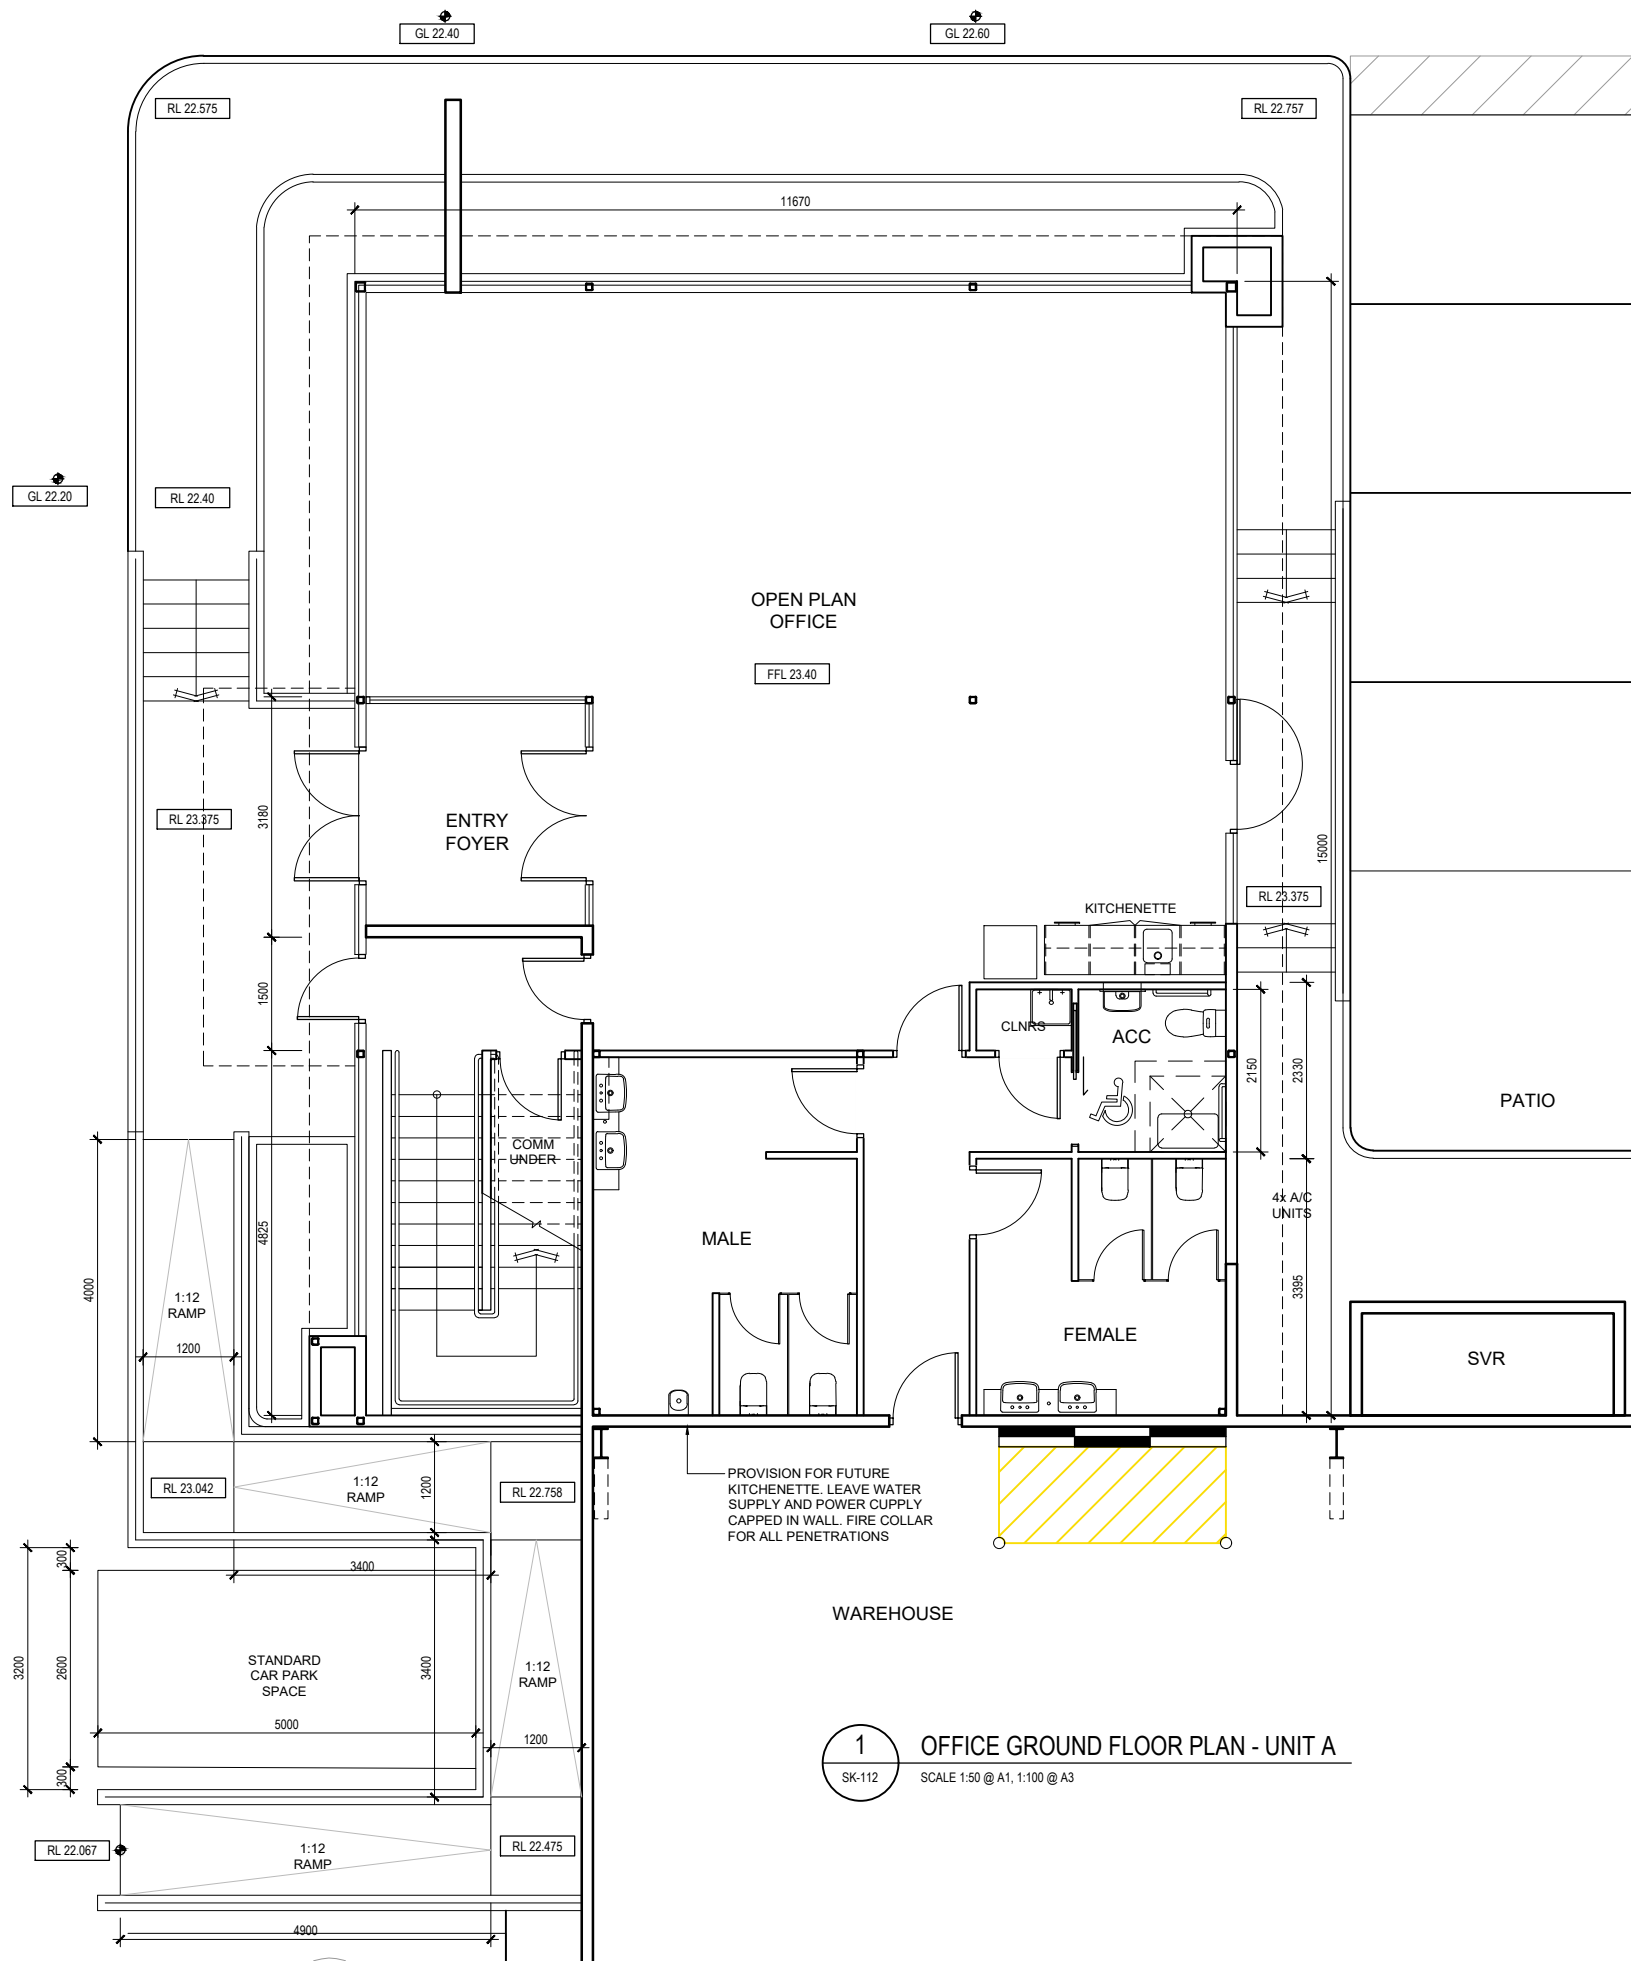 GL 22.40
GL 22.60
RL 22.575
RL 22.757
11670
GL 22.20
RL 22.40
OPEN PLAN
OFFICE
FFL 23.40
RL 23.375
3180
ENTRY
FOYER
15000
RL 23.375
KITCHENETTE
1500
CLNRS
ACC
2150
2330
PATIO
COMM
UNDER
4x A/C
UNITS
MALE
4825
4000
1:12
RAMP
3395
1200
FEMALE
SVR
RL 23.042
1:12
RAMP
1200
RL 22.758
PROVISION FOR FUTURE
KITCHENETTE. LEAVE WATER
SUPPLY AND POWER CUPPLY
CAPPED IN WALL. FIRE COLLAR
FOR ALL PENETRATIONS
300
3400
WAREHOUSE
3200
2600
STANDARD
CAR PARK
SPACE
3400
1:12
RAMP
5000
1200
300
1
SK-112
OFFICE GROUND FLOOR PLAN - UNIT A
SCALE 1:50 @ A1, 1:100 @ A3
RL 22.067
1:12
RAMP
RL 22.475
4900